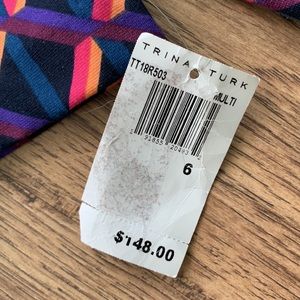 TRINA TURK
TT18R503
MULTI
6
$148.00